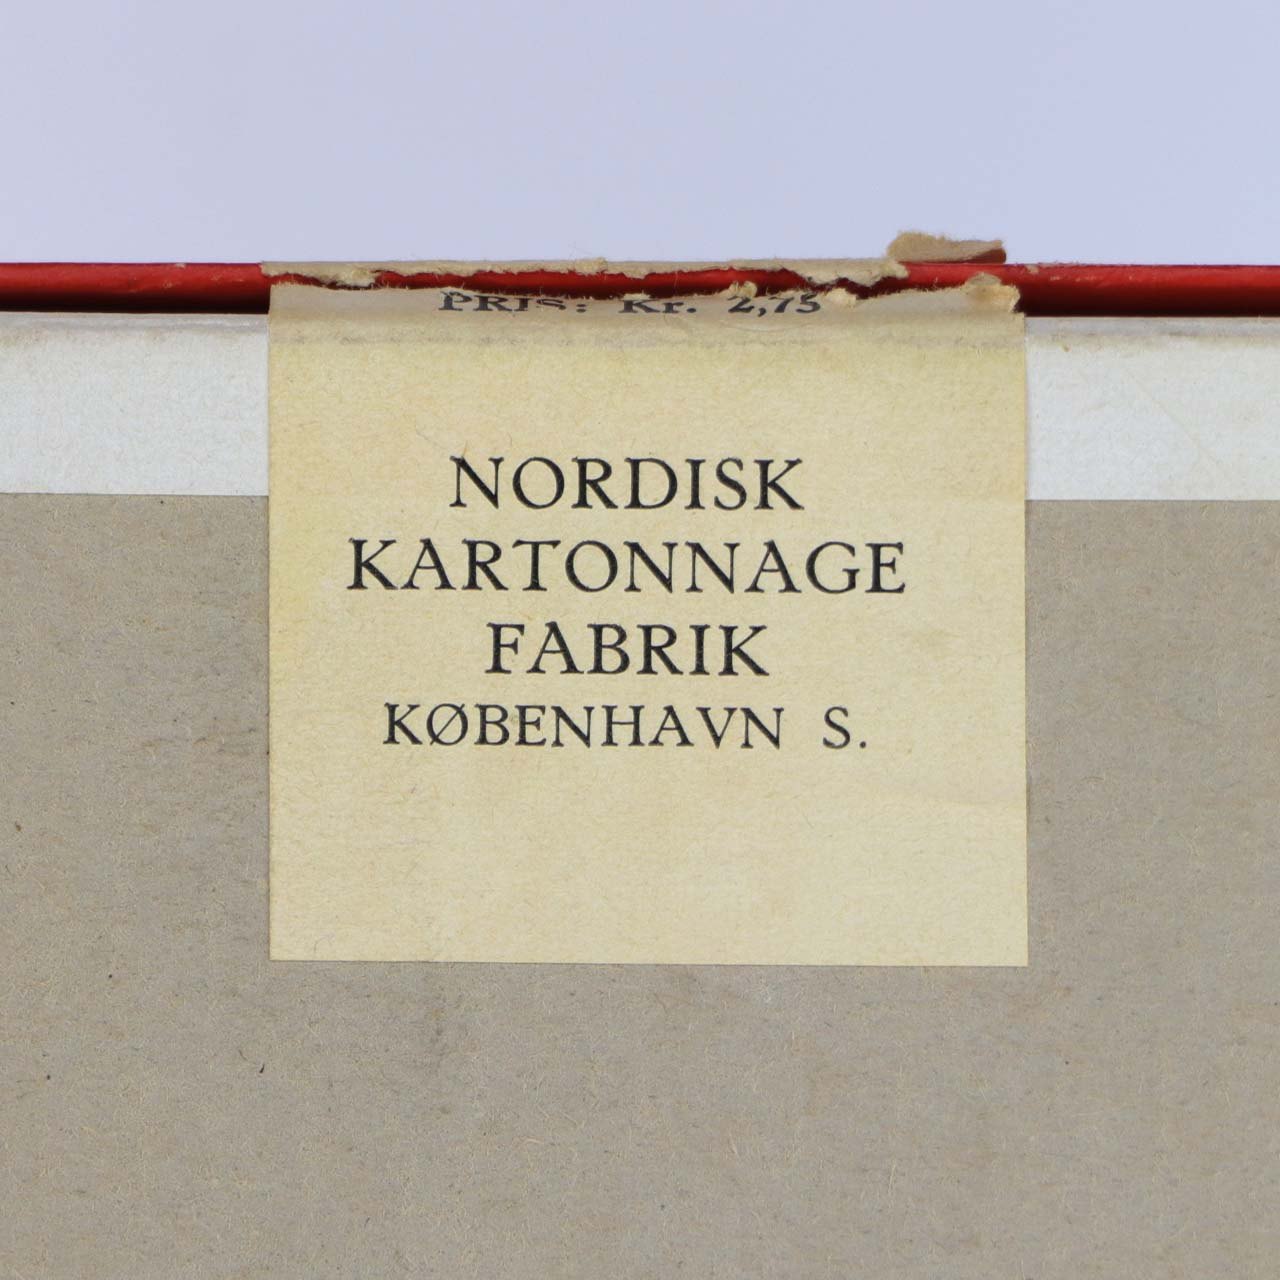 PRIS: Kr. 2,75
NORDISK
KARTONNAGE
FABRIK
KØBENHAVN S.